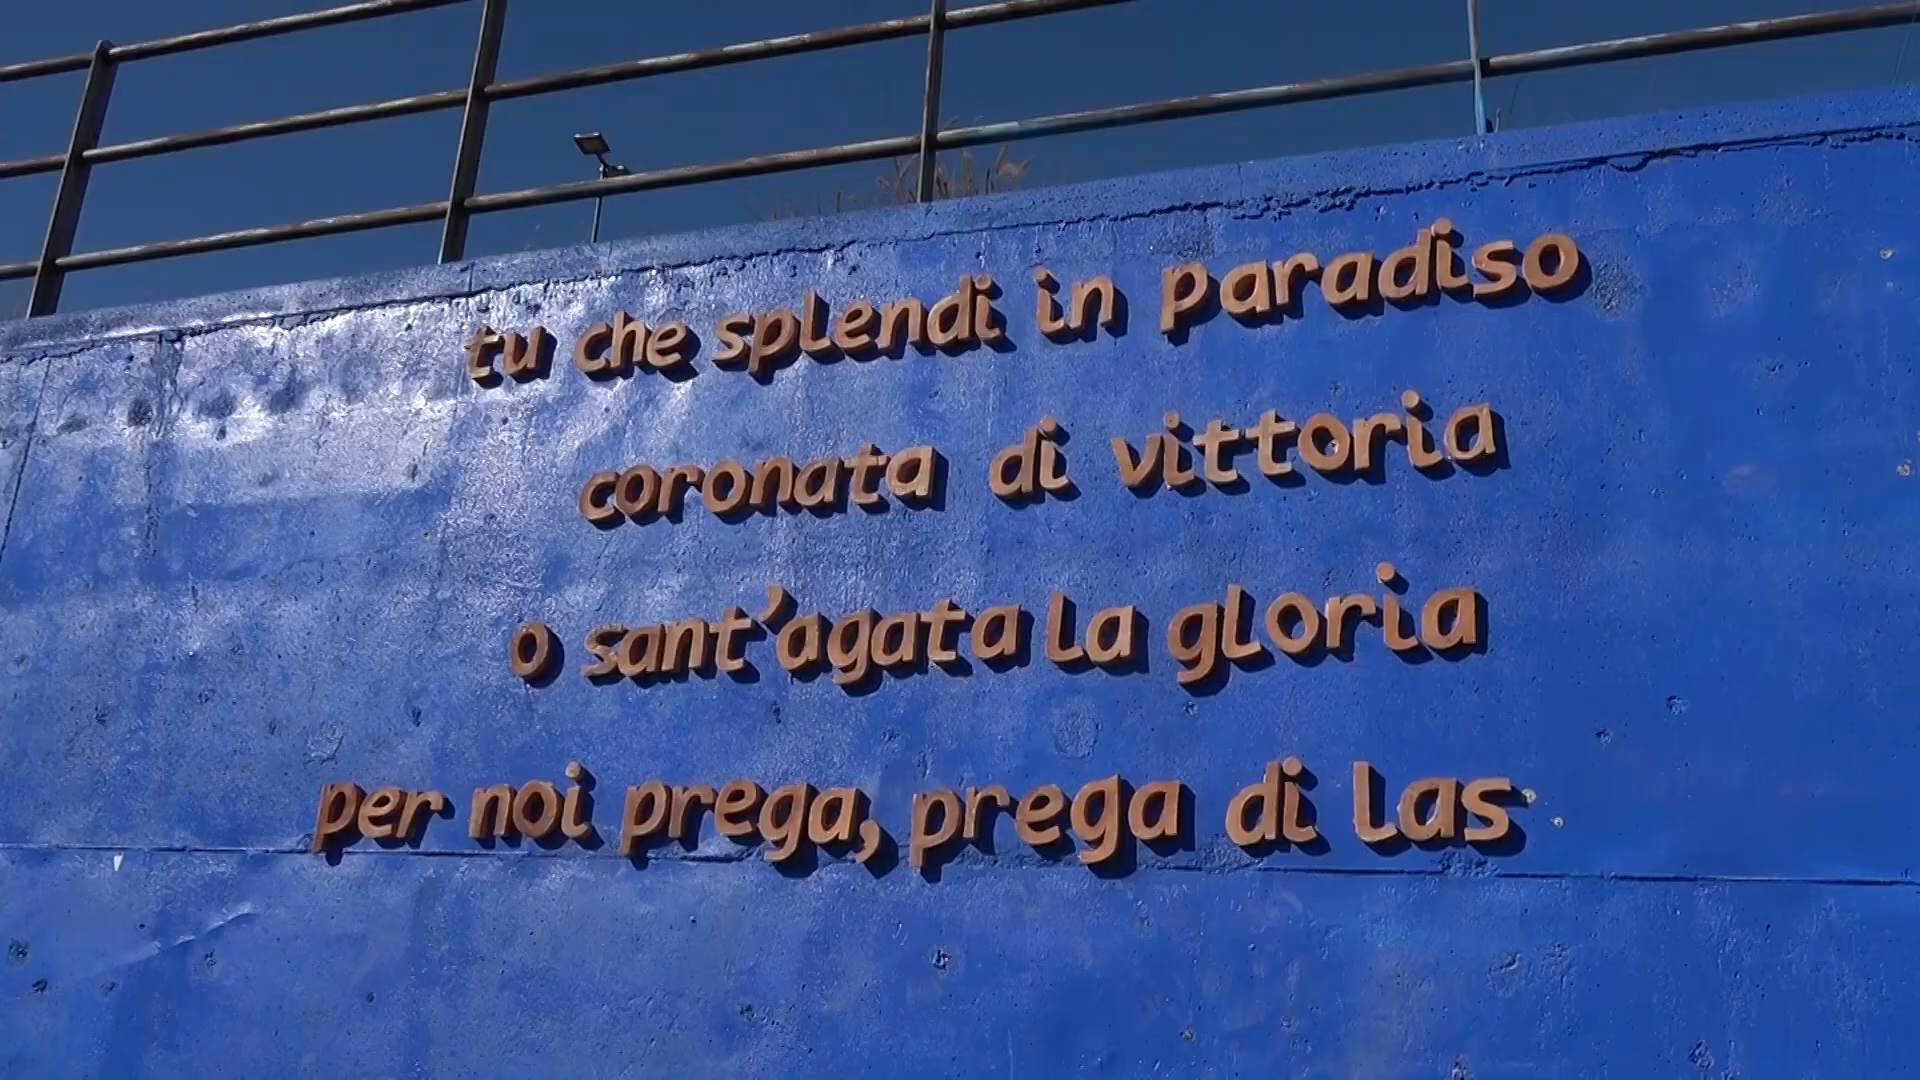 tu che splendi in paradiso
coronata di vittoria
o sant'agata la gloria
per noi prega, prega di las